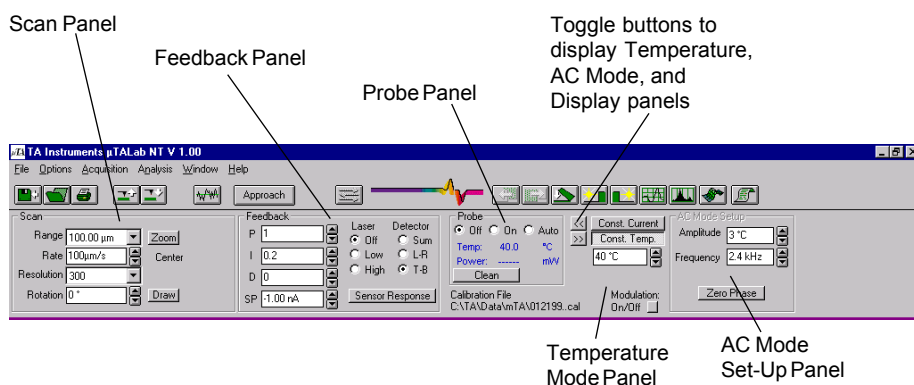 Scan Panel
Feedback Panel
Probe Panel
Toggle buttons to
display Temperature,
AC Mode, and
Display panels
µTA TA Instruments µTALab NT V 1.00
File Options Acquisition Analysis Window Help
Approach
Scan
Range 100.00 µm Zoom
Rate 100µm/s Center
Resolution 300
Rotation 0 ° Draw
Feedback
P 1
I 0.2
D 0
SP -1.00 nA
Laser
Off
Low
High
Detector
Sum
L-R
T-B
Sensor Response
Probe
Off On Auto
Temp: 40.0 °C
Power: ------ mW
Clean
Calibration File
C:\TA\Data\mTA\012199..cal
<<
>>
Const. Current
Const. Temp.
40 °C
Modulation:
On/Off
AC Mode Setup
Amplitude 3 °C
Frequency 2.4 kHz
Zero Phase
Temperature
Mode Panel
AC Mode
Set-Up Panel